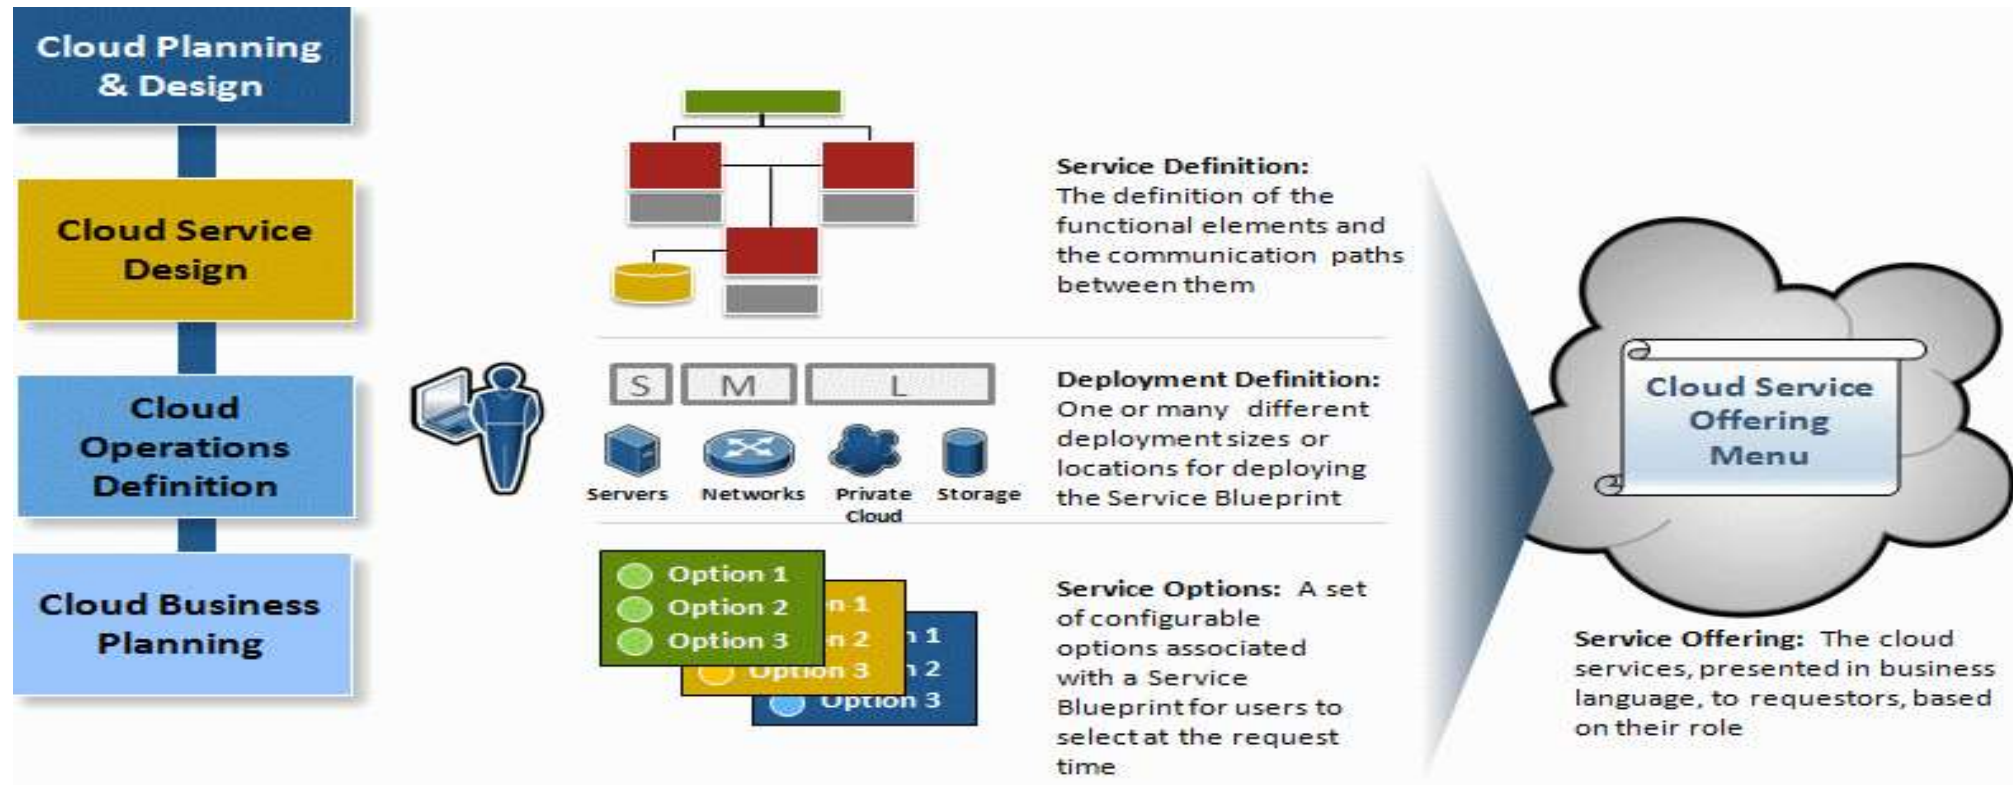 Cloud Planning
& Design
Cloud Service
Design
Cloud
Operations
Definition
Cloud Business
Planning
Service Definition:
The definition of the
functional elements and
the communication paths
between them
S M L
Servers Networks Private Storage
Cloud
Deployment Definition:
One or many different
deployment sizes or
locations for deploying
the Service Blueprint
Option 1
Option 2
Option 3
n 1
n 2
Option 3
n 1
n 2
Option 3
Service Options: A set
of configurable
options associated
with a Service
Blueprint for users to
select at the request
time
Cloud Service
Offering
Menu
Service Offering: The cloud
services, presented in business
language, to requestors, based
on their role